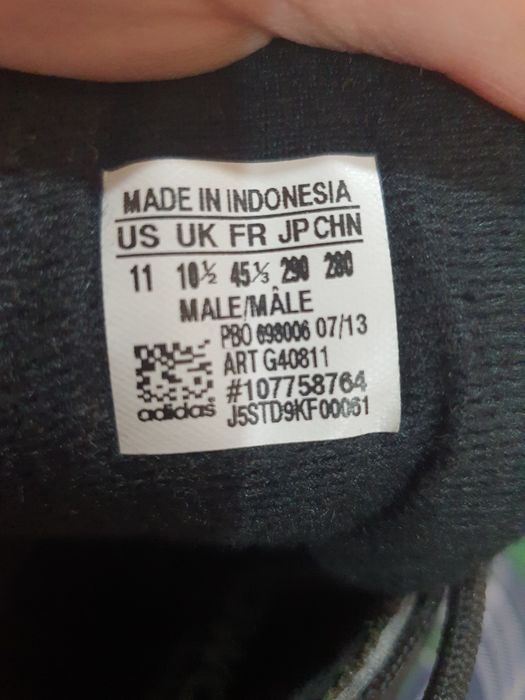 MADE IN INDONESIA
US UK FR JP CHN
11 10½ 45⅓ 290 280
MALE/MÂLE
PBO 698006 07/13
ART G40811
#107758764
adidas J5STD9KF00061